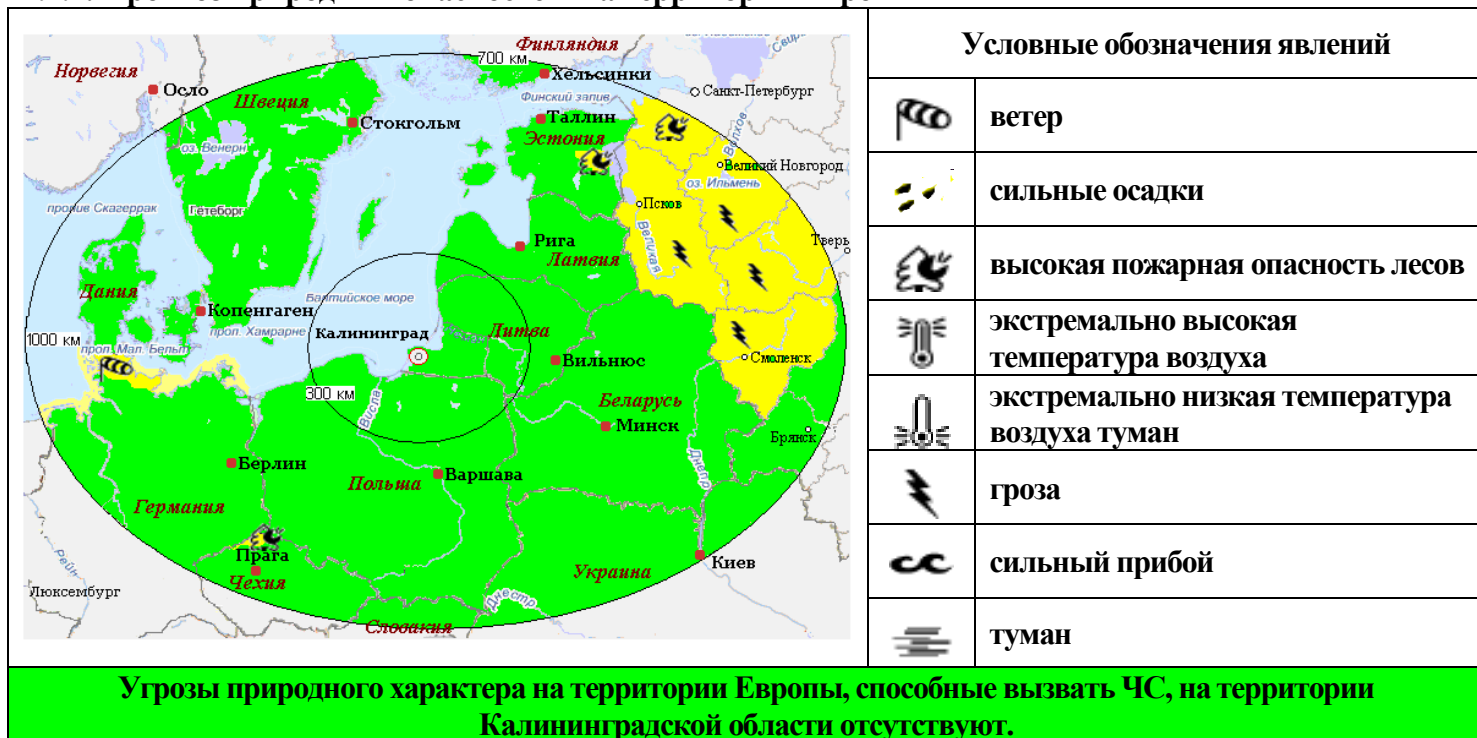 Норвегия
Осло
Швеция
Стокгольм
оз. Венерн
пролив Скагеррак
Гётеборг
Финляндия
700 км
Хельсинки
Финский залив
Таллин
Эстония
Санкт-Петербург
Волхов
Великий Новгород
оз. Ильмень
Псков
Великая
Тверь
Рига
Латвия
Дания
Копенгаген
Балтийское море
Калининград
прол. Хамрарне
1000 км
прол. Мал. Бельт
Литва
Вильнюс
Смоленск
300 км
Висла
Беларусь
Минск
Брянск
Днепр
Берлин
Польша
Варшава
Германия
Прага
Чехия
Рейн
Люксембург
Украина
Киев
Днестр
Словакия
Условные обозначения явлений
ветер
сильные осадки
высокая пожарная опасность лесов
экстремально высокая
температура воздуха
экстремально низкая температура
воздуха туман
гроза
сильный прибой
туман
Угрозы природного характера на территории Европы, способные вызвать ЧС, на территории
Калининградской области отсутствуют.